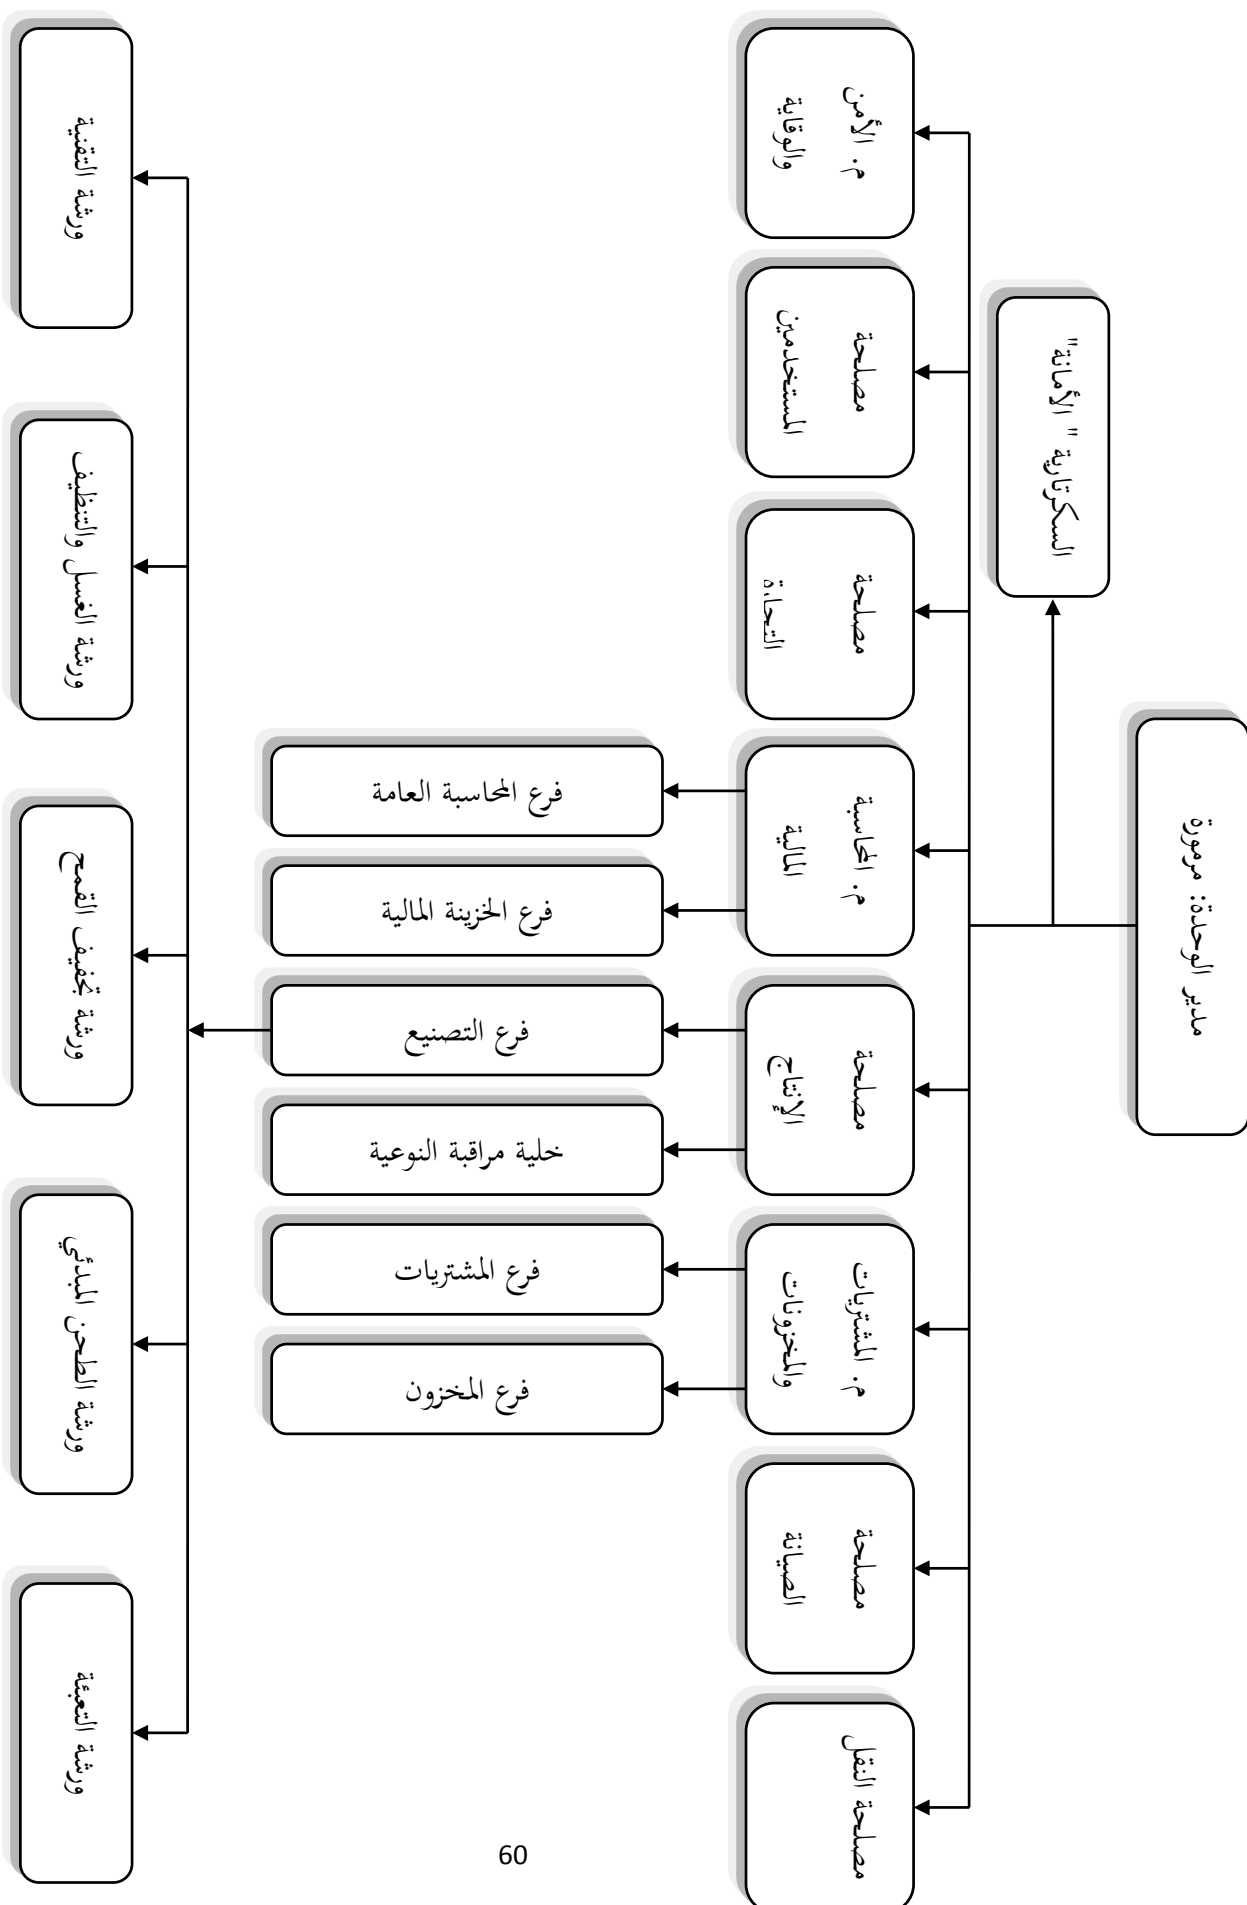 مدير الوحدة: مرمورة
السكرتارية " الأمانة"
م. الأمن
والوقاية
مصلحة
المستخدمين
مصلحة
التجارة
م. المحاسبة
المالية
مصلحة
الإنتاج
م. المشتريات
والمخزونات
مصلحة
الصيانة
مصلحة النقل
فرع المحاسبة العامة
فرع الخزينة المالية
فرع التصنيع
خلية مراقبة النوعية
فرع المشتريات
فرع المخزون
ورشة التقنية
ورشة الغسل والتنظيف
ورشة تجفيف القمح
ورشة الطحن المبدئي
ورشة التعبئة
60